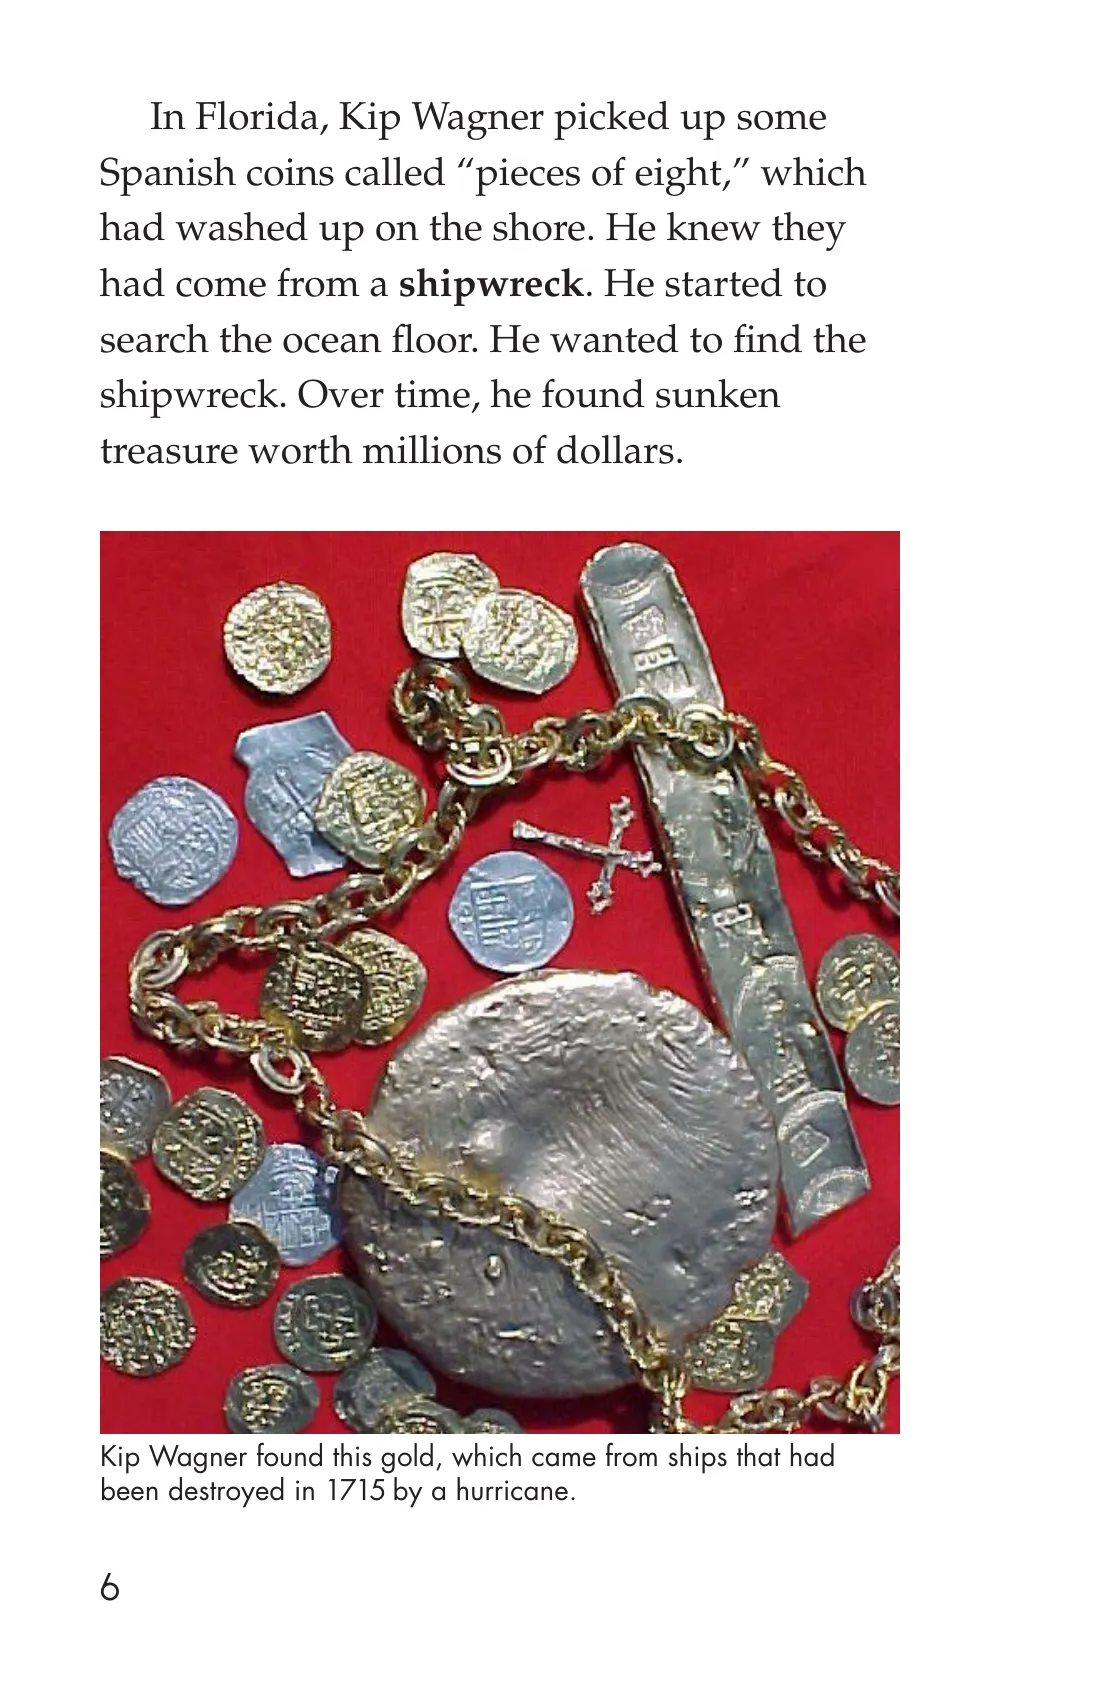 In Florida, Kip Wagner picked up some
Spanish coins called “pieces of eight,” which
had washed up on the shore. He knew they
had come from a shipwreck. He started to
search the ocean floor. He wanted to find the
shipwreck. Over time, he found sunken
treasure worth millions of dollars.
Kip Wagner found this gold, which came from ships that had
been destroyed in 1715 by a hurricane.
6